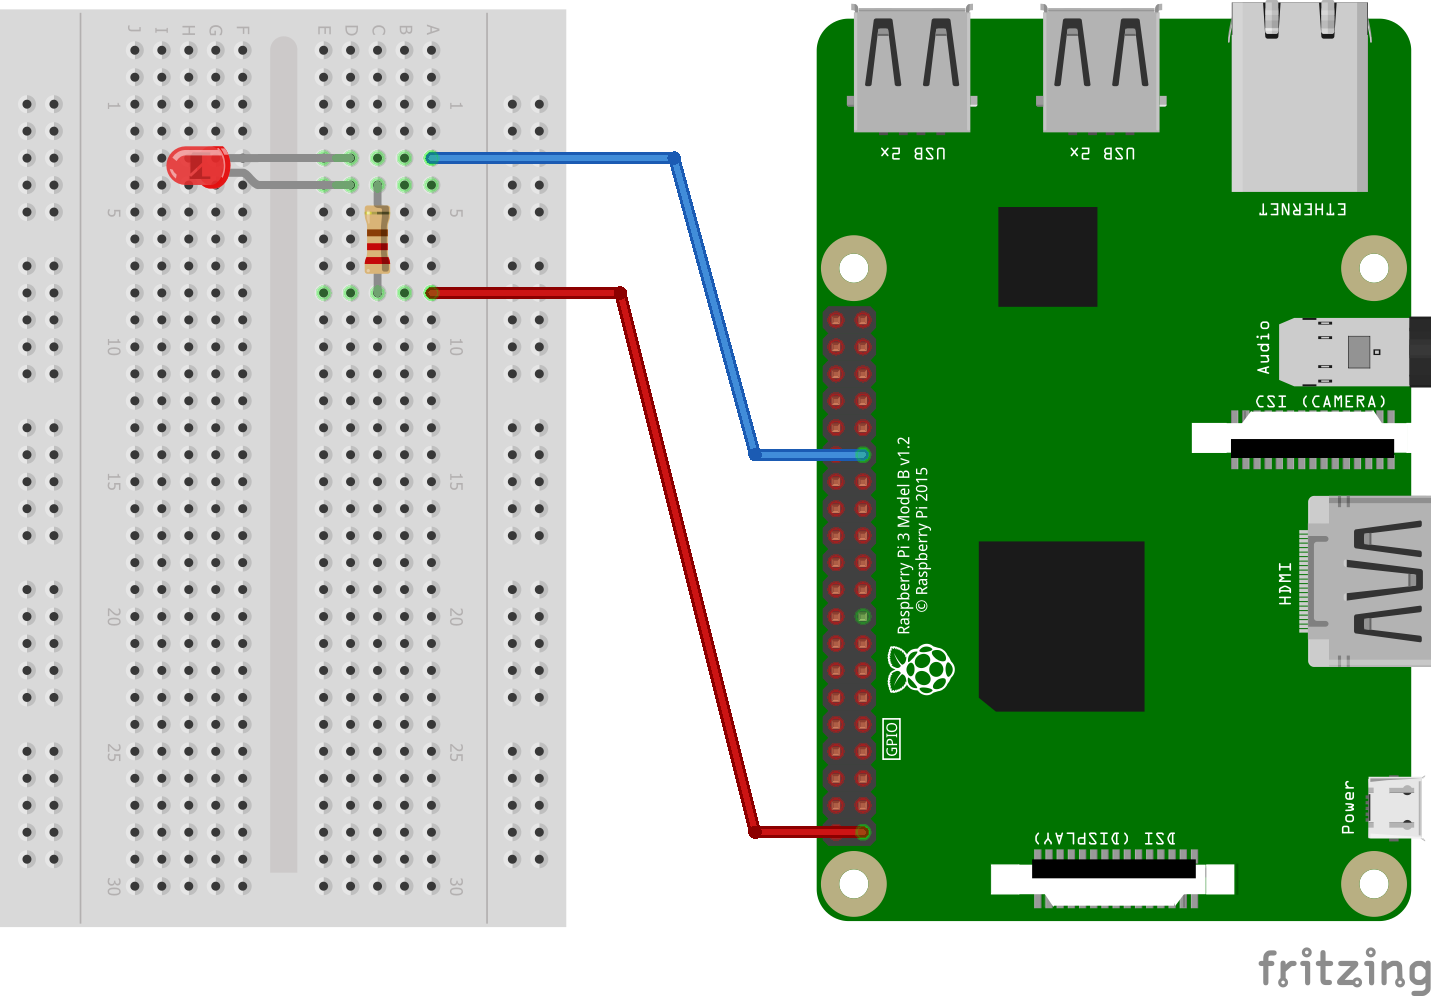 J I H G F E D C B A
1 1
5 5
10 10
15 15
20 20
25 25
30 30
USB 2x
USB 2x
ETHERNET
Audio
CSI (CAMERA)
HDMI
Power
DSI (DISPLAY)
Raspberry Pi 3 Model B v1.2
© Raspberry Pi 2015
GPIO
fritzing